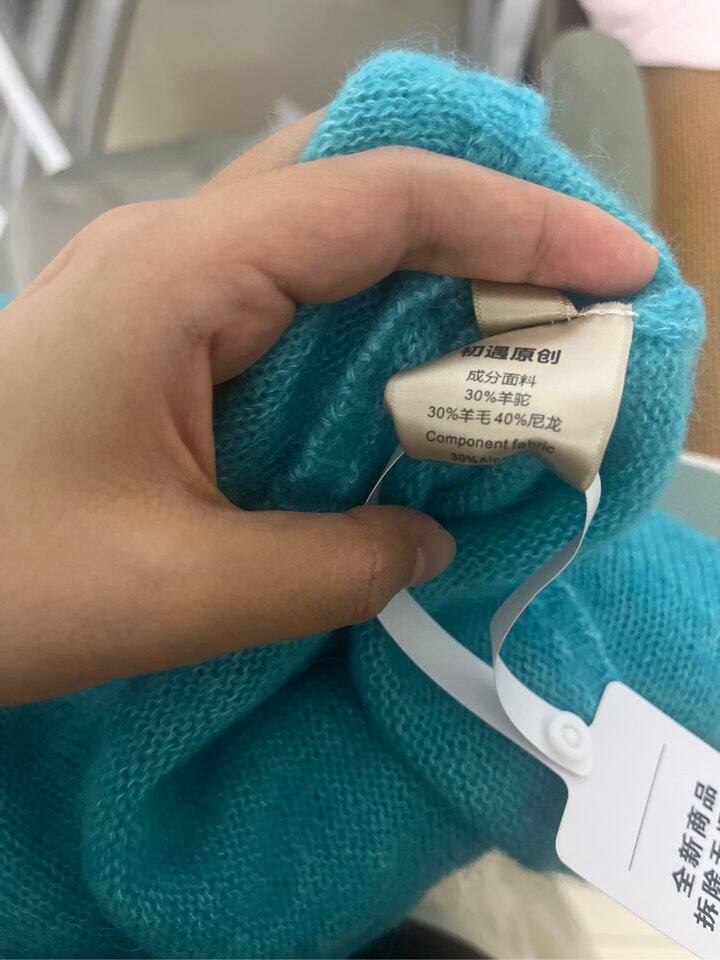 初遇原创
成分面料
30%羊驼
30%羊毛 40%尼龙
Component fabric
30%
全新商品
拆除